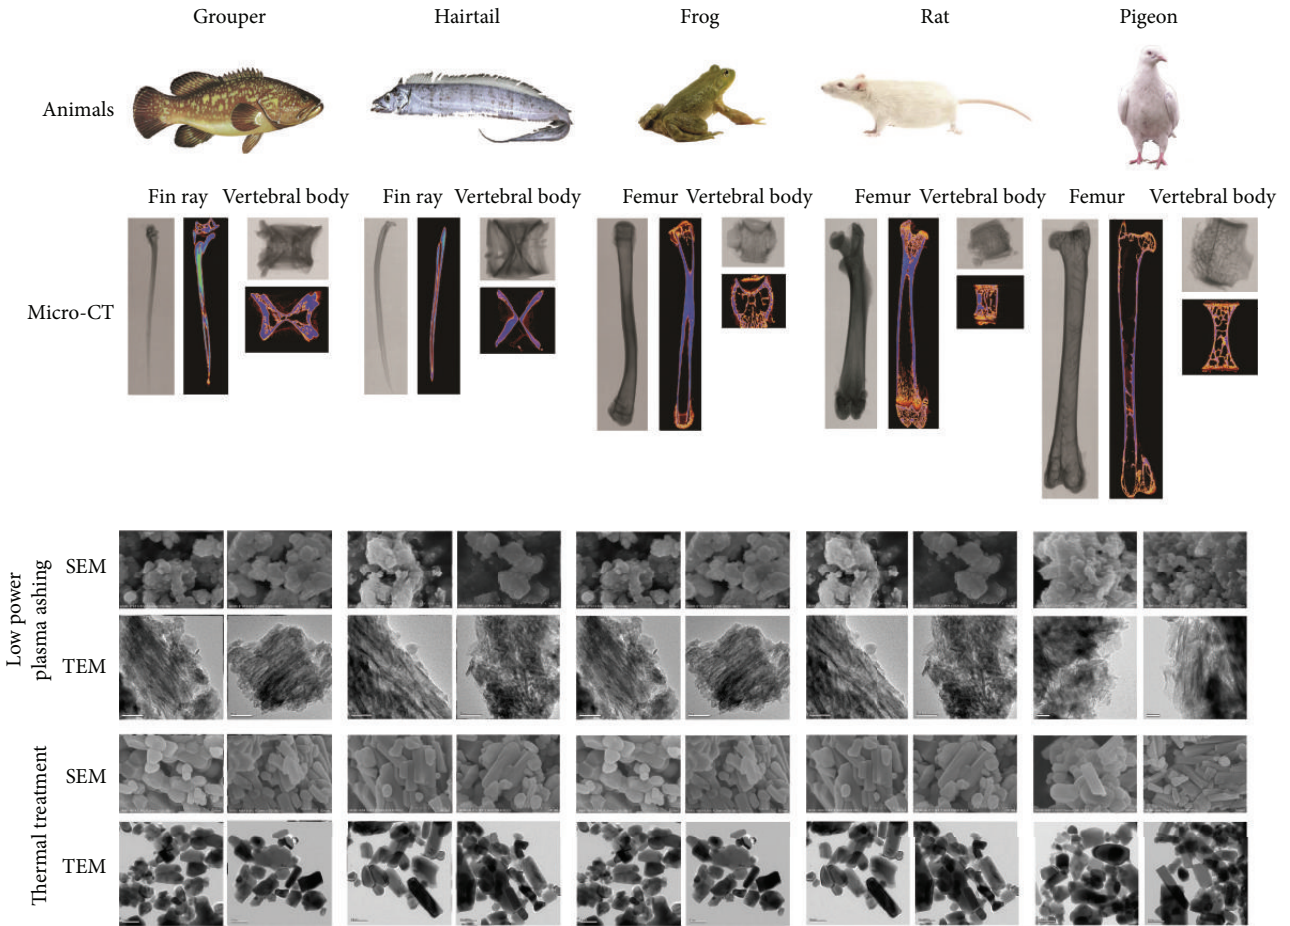 Grouper Hairtail Frog Rat Pigeon
Animals
Fin ray Vertebral body Fin ray Vertebral body Femur Vertebral body Femur Vertebral body Femur Vertebral body
Micro-CT
Low power
plasma ashing
SEM
TEM
Thermal treatment
SEM
TEM